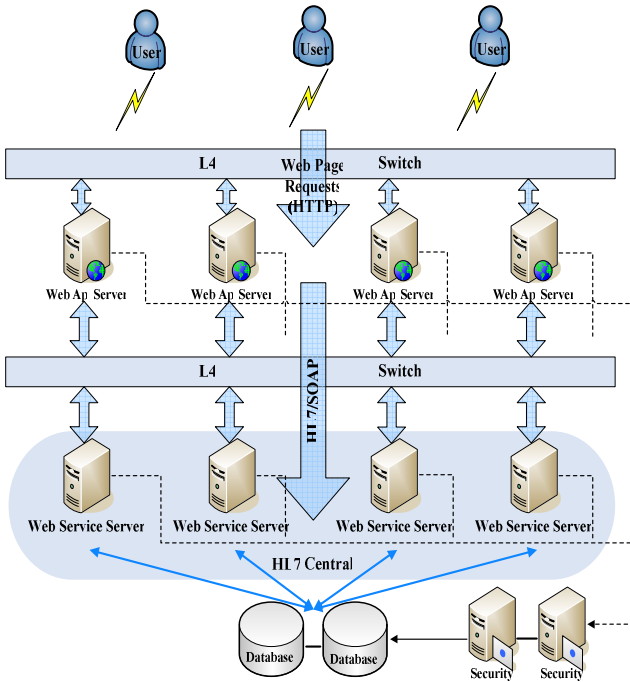 User
User
User
L4
Web Page
Switch
Requests
(HTTP)
Web Ap Server
Web Ap Server
Web Ap Server
Web Ap Server
L4
Switch
HL7/SOAP
Web Service Server
Web Service Server
Web Service Server
Web Service Server
HL7 Central
Database
Database
Security
Security